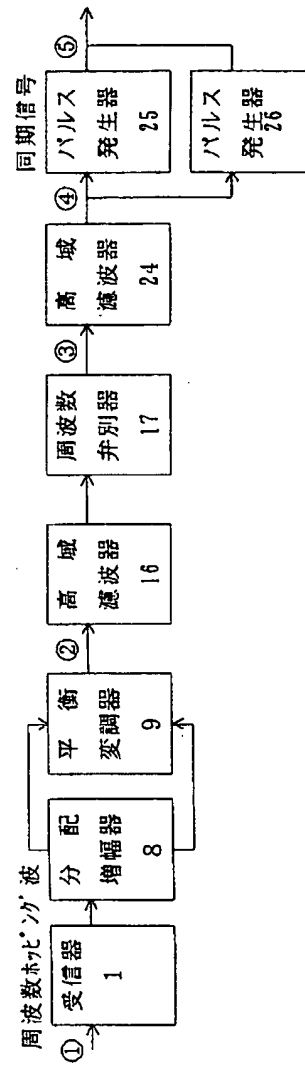 周波数ホッピング波
①
受信器
1
分配
増幅器
8
平衡
変調器
9
②
高域
濾波器
16
周波数
弁別器
17
③
高域
濾波器
24
④
同期信号
パルス
発生器
25
⑤
パルス
発生器
26